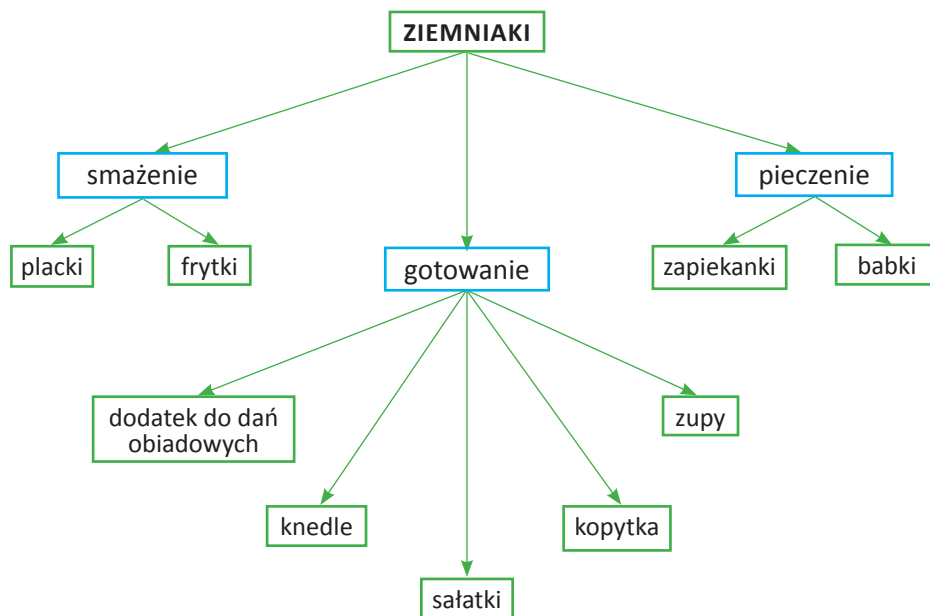 ZIEMNIAKI
smażenie
pieczenie
placki
frytki
gotowanie
zapiekanki
babki
dodatek do dań
obiadowych
zupy
knedle
kopytka
sałatki